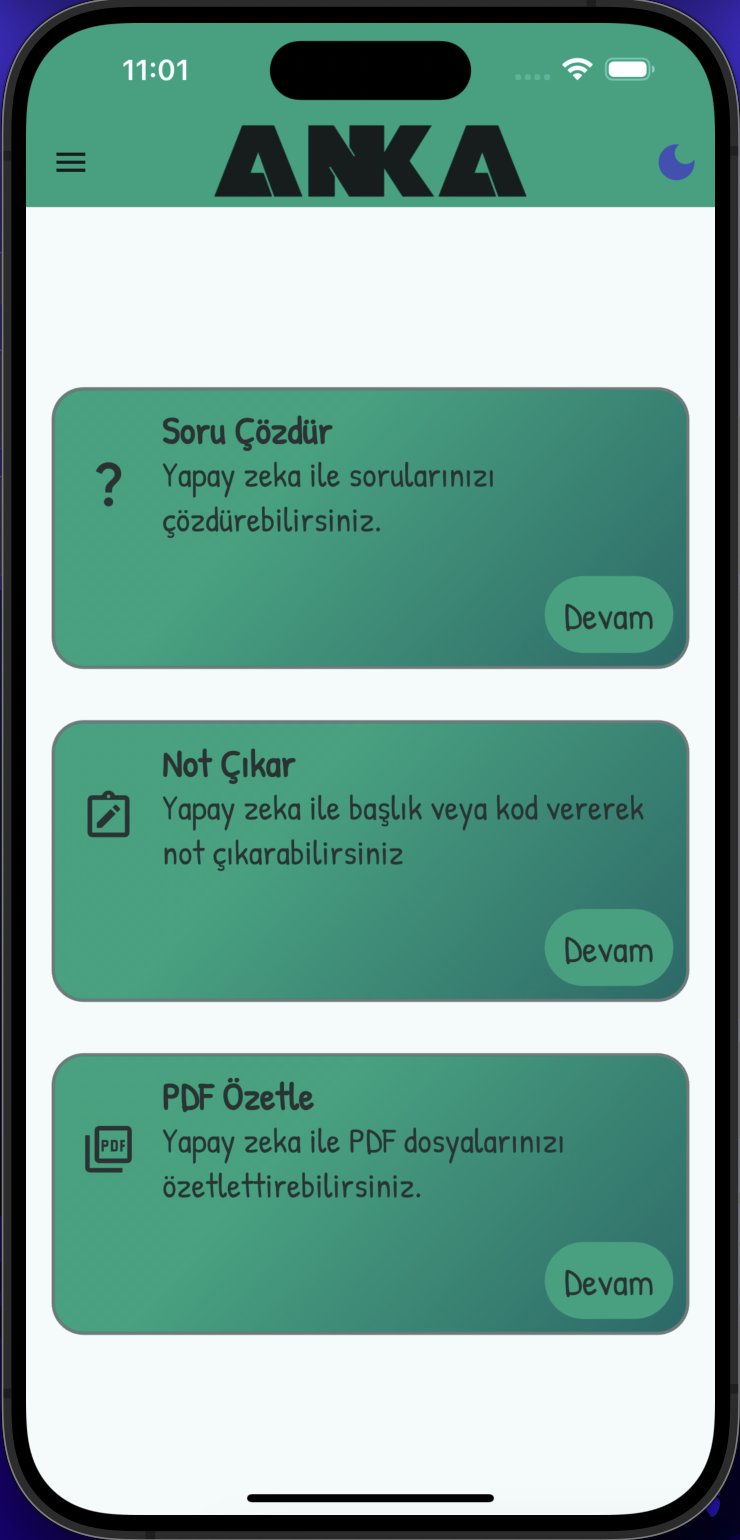 11:01
ANKA
Soru Çözdür
?
Yapay zeka ile sorularınızı
çözdürebilirsiniz.
Devam
Not Çıkar
Yapay zeka ile başlık veya kod vererek
not çıkarabilirsiniz
Devam
PDF Özetle
PDF
Yapay zeka ile PDF dosyalarınızı
özetlettirebilirsiniz.
Devam